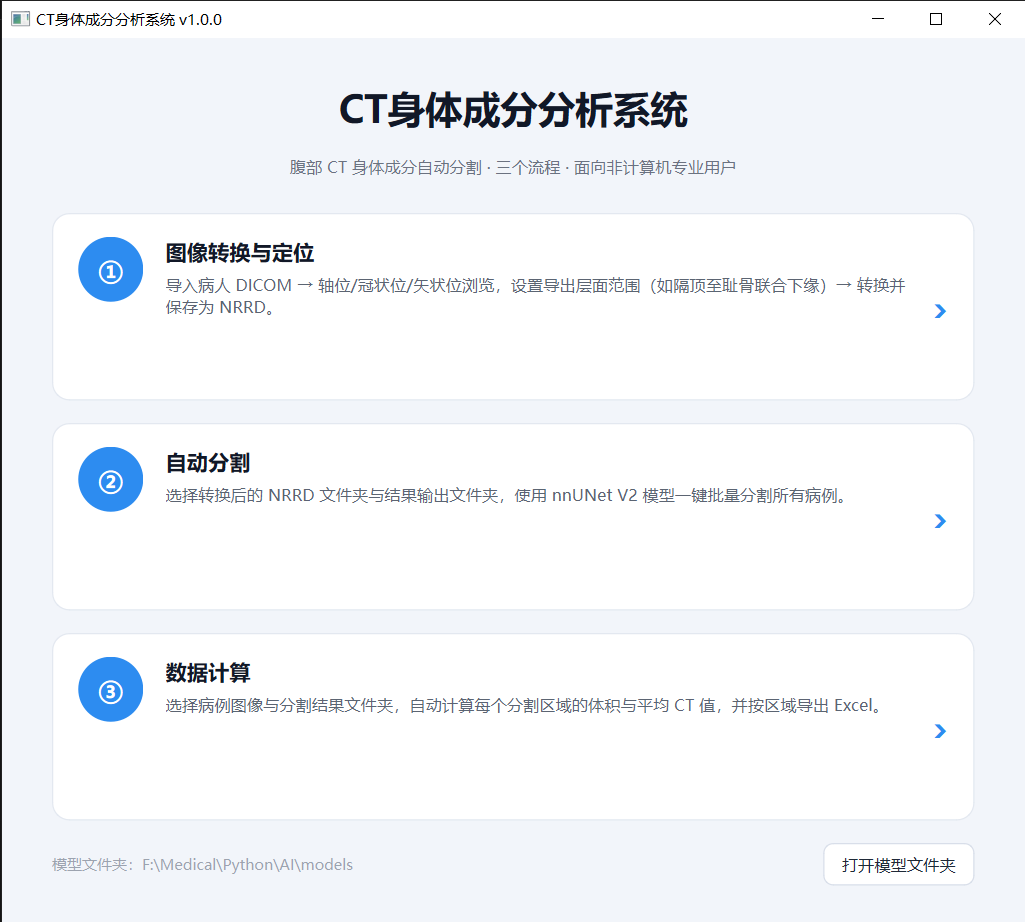 CT身体成分分析系统 v1.0.0
CT身体成分分析系统
腹部 CT 身体成分自动分割 · 三个流程 · 面向非计算机专业用户
①
图像转换与定位
导入病人 DICOM → 轴位/冠状位/矢状位浏览，设置导出层面范围（如隔顶至耻骨联合下缘）→ 转换并
保存为 NRRD。
②
自动分割
选择转换后的 NRRD 文件夹与结果输出文件夹，使用 nnUNet V2 模型一键批量分割所有病例。
③
数据计算
选择病例图像与分割结果文件夹，自动计算每个分割区域的体积与平均 CT 值，并按区域导出 Excel。
模型文件夹：F:\Medical\Python\AI\models
打开模型文件夹